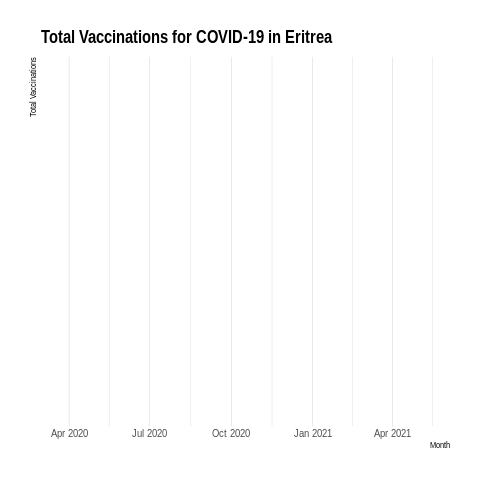 Total Vaccinations for COVID-19 in Eritrea
Total Vaccinations
Apr 2020 Jul 2020 Oct 2020 Jan 2021 Apr 2021
Month